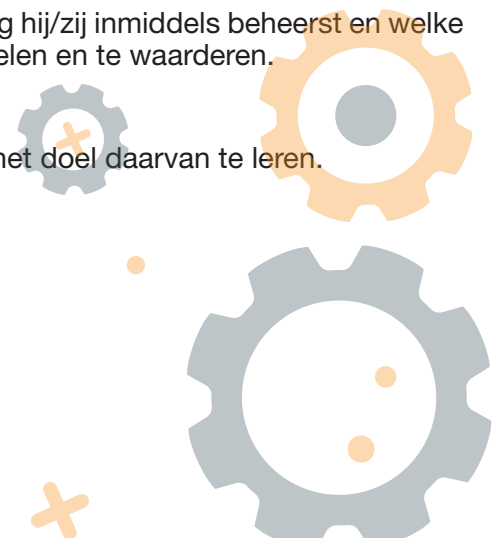 g hij/zij inmiddels beheerst en welke
elen en te waarderen.
het doel daarvan te leren.